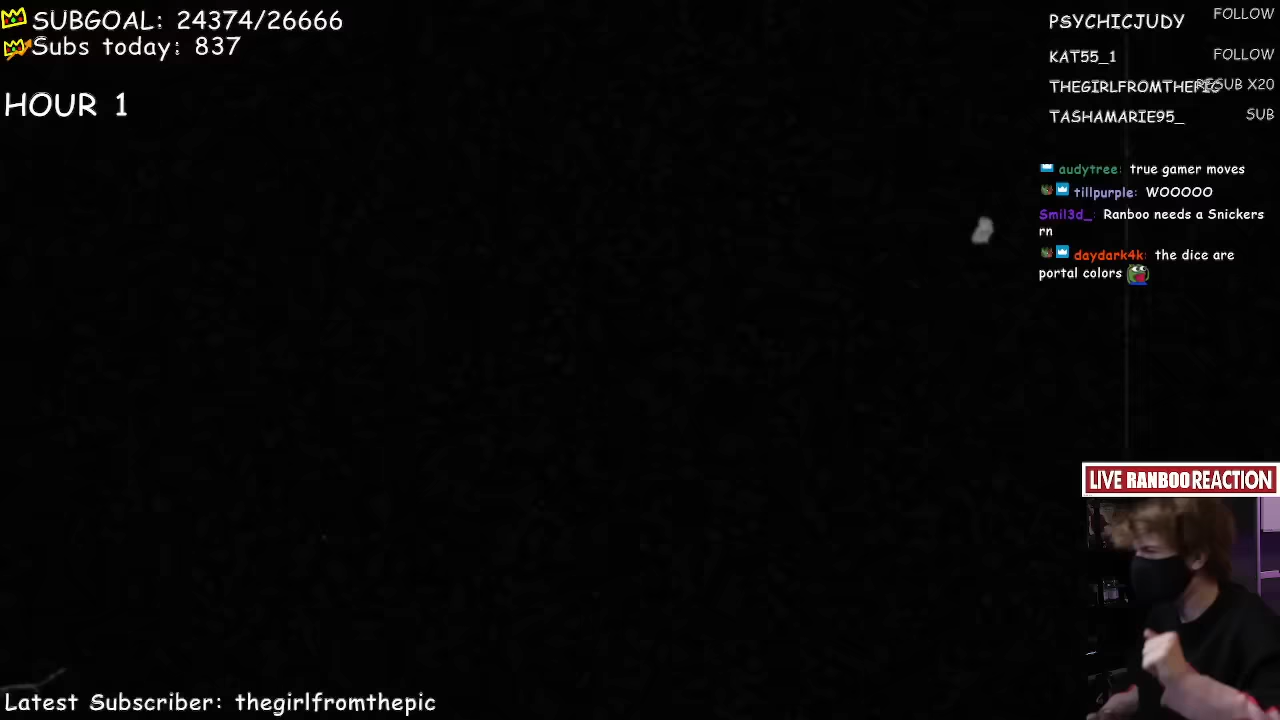 SUBGOAL: 24374/26666
Subs today: 837
HOUR 1
PSYCHICJUDY FOLLOW
KAT55_1 FOLLOW
THEGIRLFROMTHEPIC RESUB X20
TASHAMARIE95_ SUB
audytree: true gamer moves
tillpurple: WOOOOO
Smil3d_: Ranboo needs a Snickers
rn
daydark4k: the dice are
portal colors
LIVE RANBOO REACTION
Latest Subscriber: thegirlfromthepic